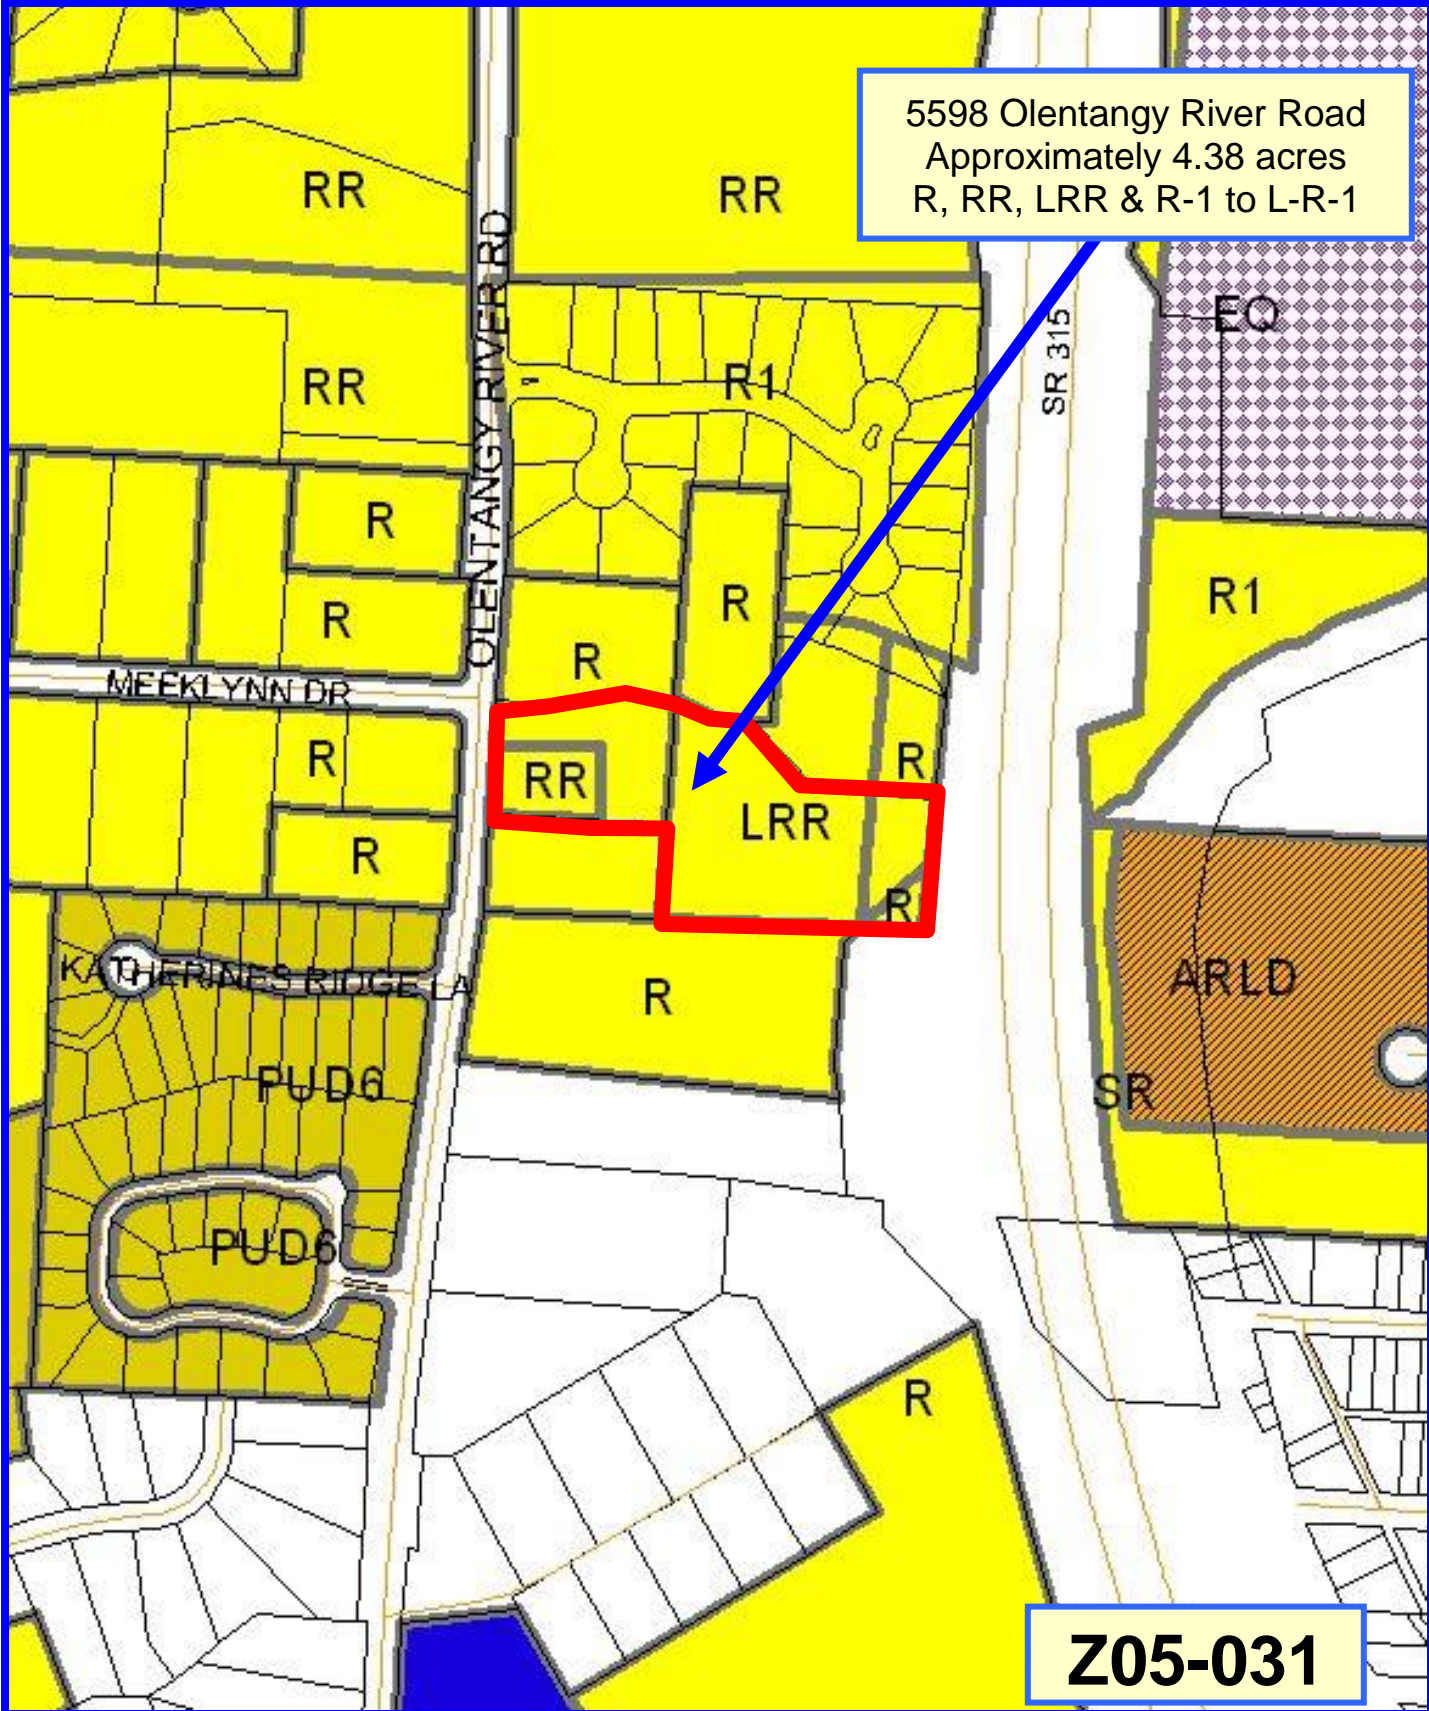 5598 Olentangy River Road
Approximately 4.38 acres
R, RR, LRR & R-1 to L-R-1
RR
RR
OLENTANGY RIVER RD
EQ
SR 315
RR
R1
R
R
R
R
R1
MEEKLYNN DR
R
RR
R
LRR
R
R
KATHERINES RIDGE LA
R
ARLD
PUD6
SR
PUD6
R
Z05-031